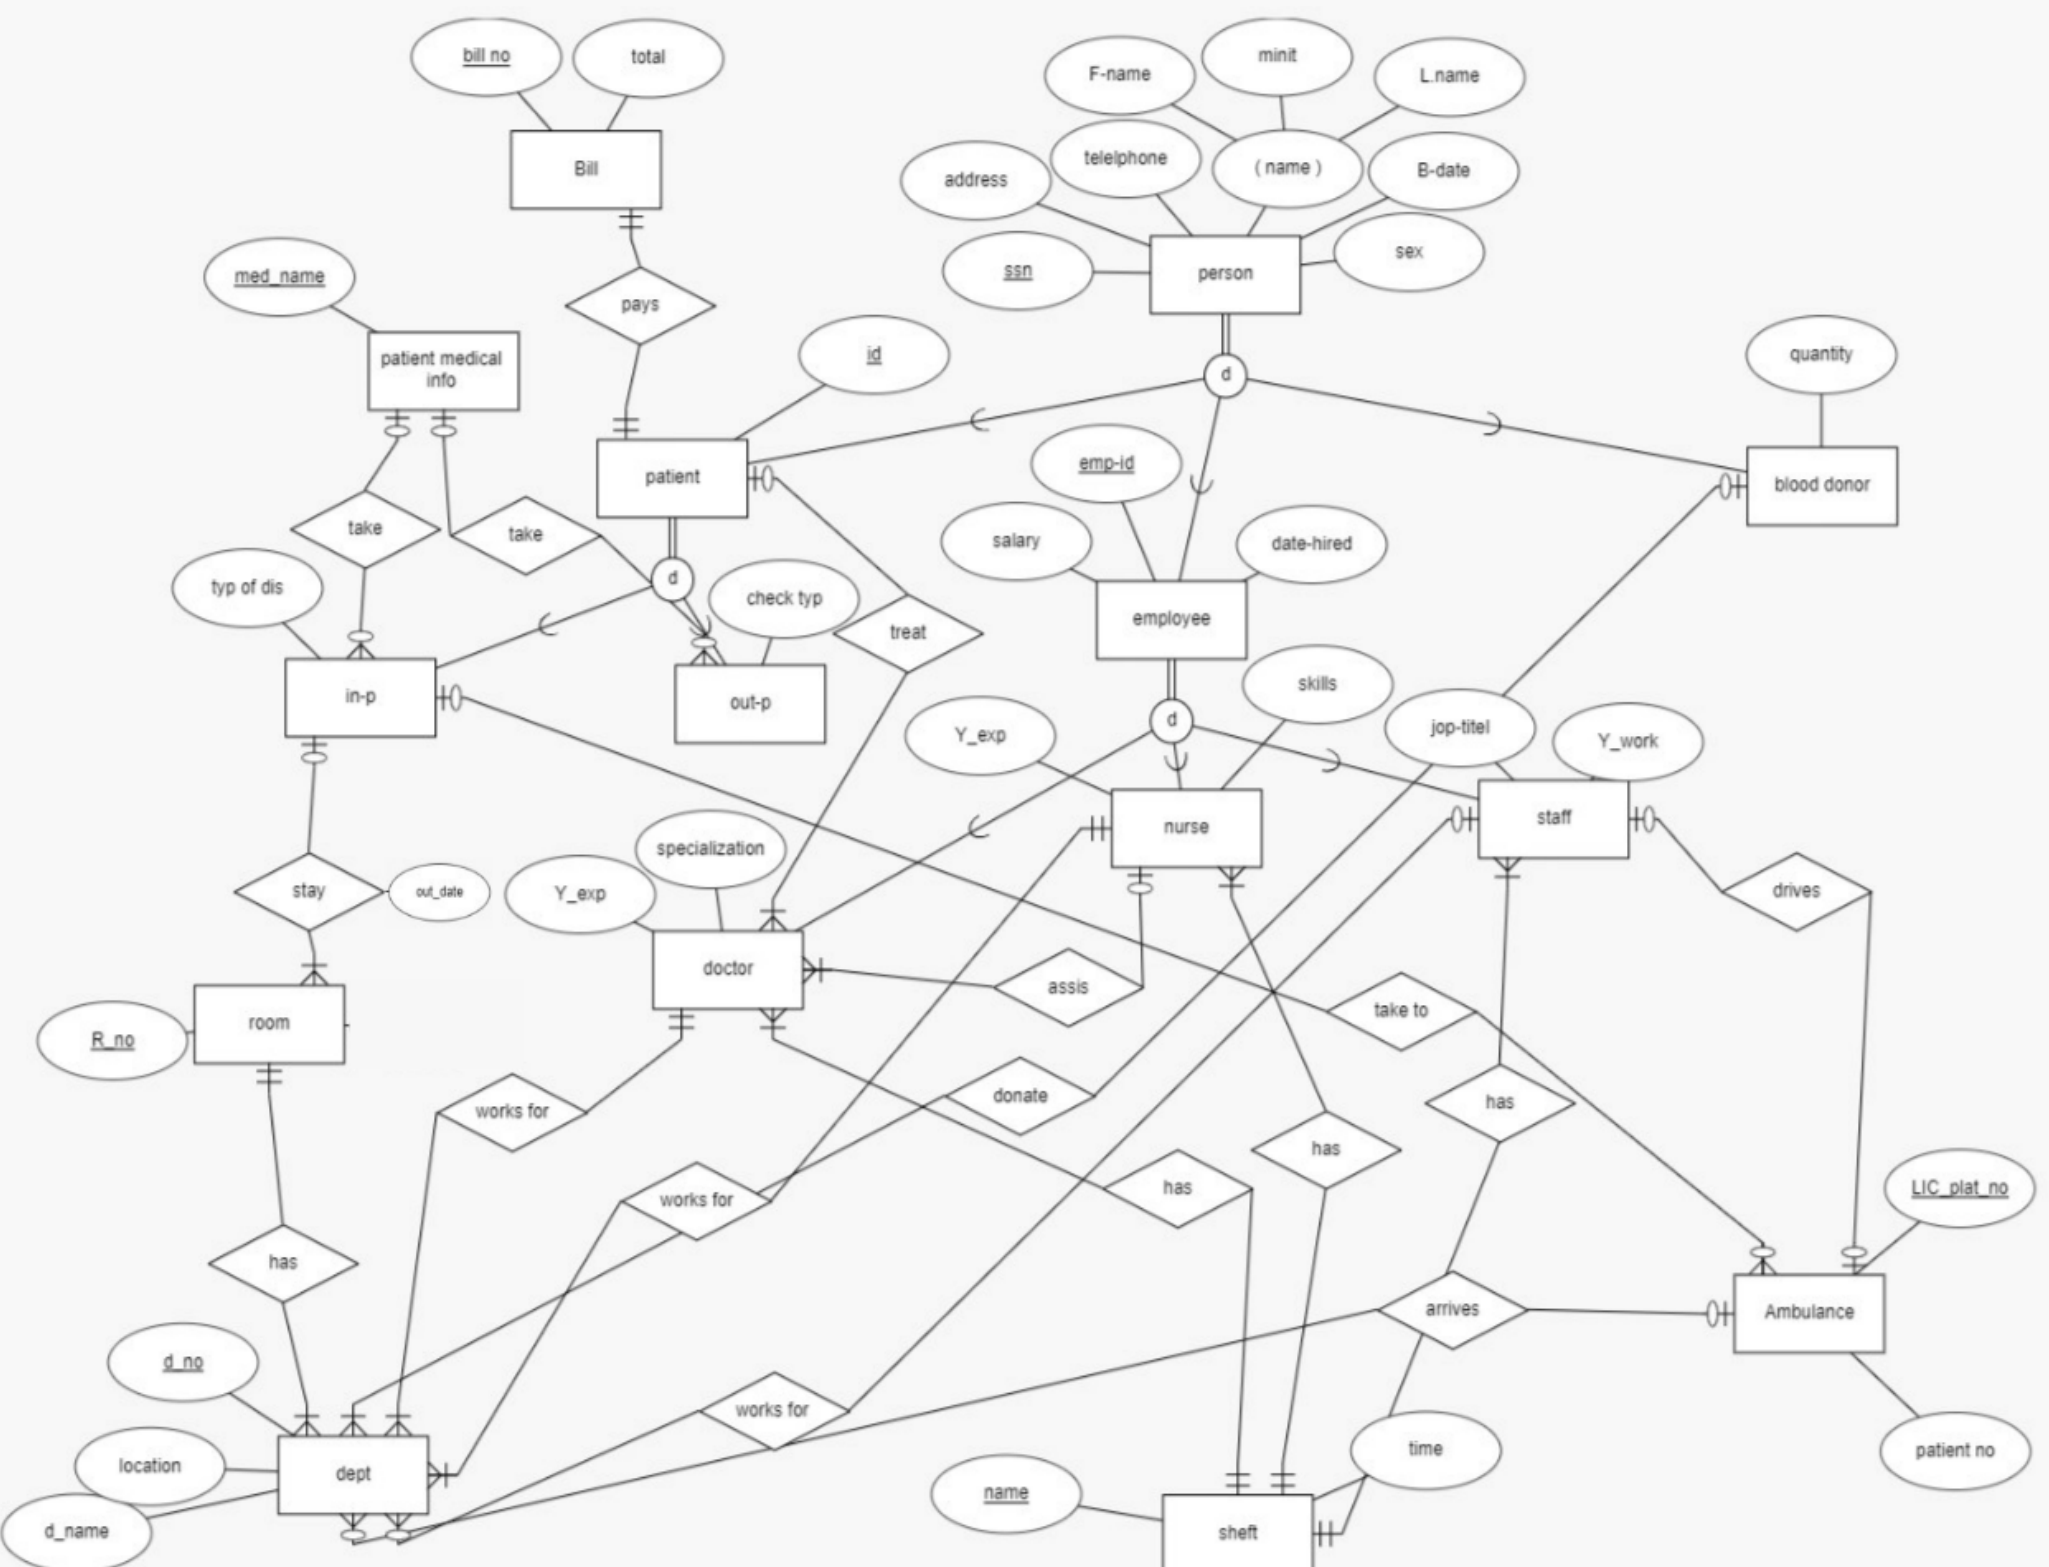 bill no
total
F-name
minit
L.name
Bill
address
telelphone
( name )
B-date
ssn
person
sex
med_name
pays
patient medical
info
id
d
quantity
patient
emp-id
blood donor
take
take
salary
date-hired
typ of dis
d
check typ
treat
employee
in-p
out-p
Y_exp
d
skills
jop-titel
Y_work
specialization
nurse
staff
stay
out_date
Y_exp
drives
doctor
assis
take to
room
R_no
works for
donate
has
has
works for
has
LIC_plat_no
has
arrives
Ambulance
d_no
works for
location
dept
time
patient no
name
d_name
sheft